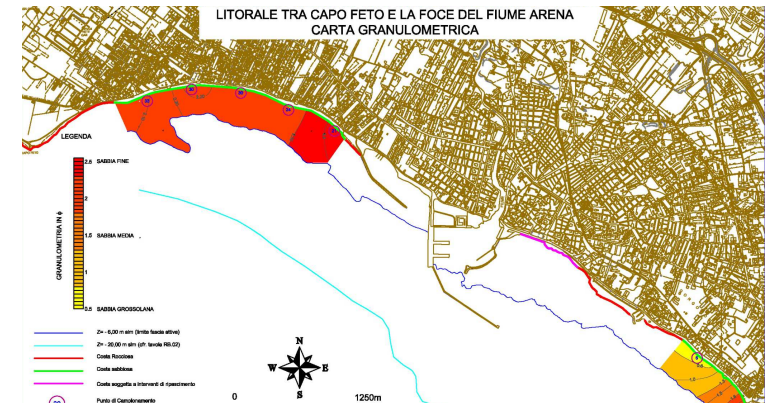 LITORALE TRA CAPO FETO E LA FOCE DEL FIUME ARENA
CARTA GRANULOMETRICA
LEGENDA
2.5 SABBIA FINE
2
1.5 SABBIA MEDIA
1
0.5 SABBIA GROSSOLANA
GRANULOMETRIA IN ϕ
Z= - 6,00 m slm (limite fascia attiva)
Z= - 20,00 m slm (cfr. tavola RB.02)
Costa Rocciosa
Costa sabbiosa
Costa soggetta a interventi di ripascimento
Punto di Campionamento
N
W E
S
0 1250m